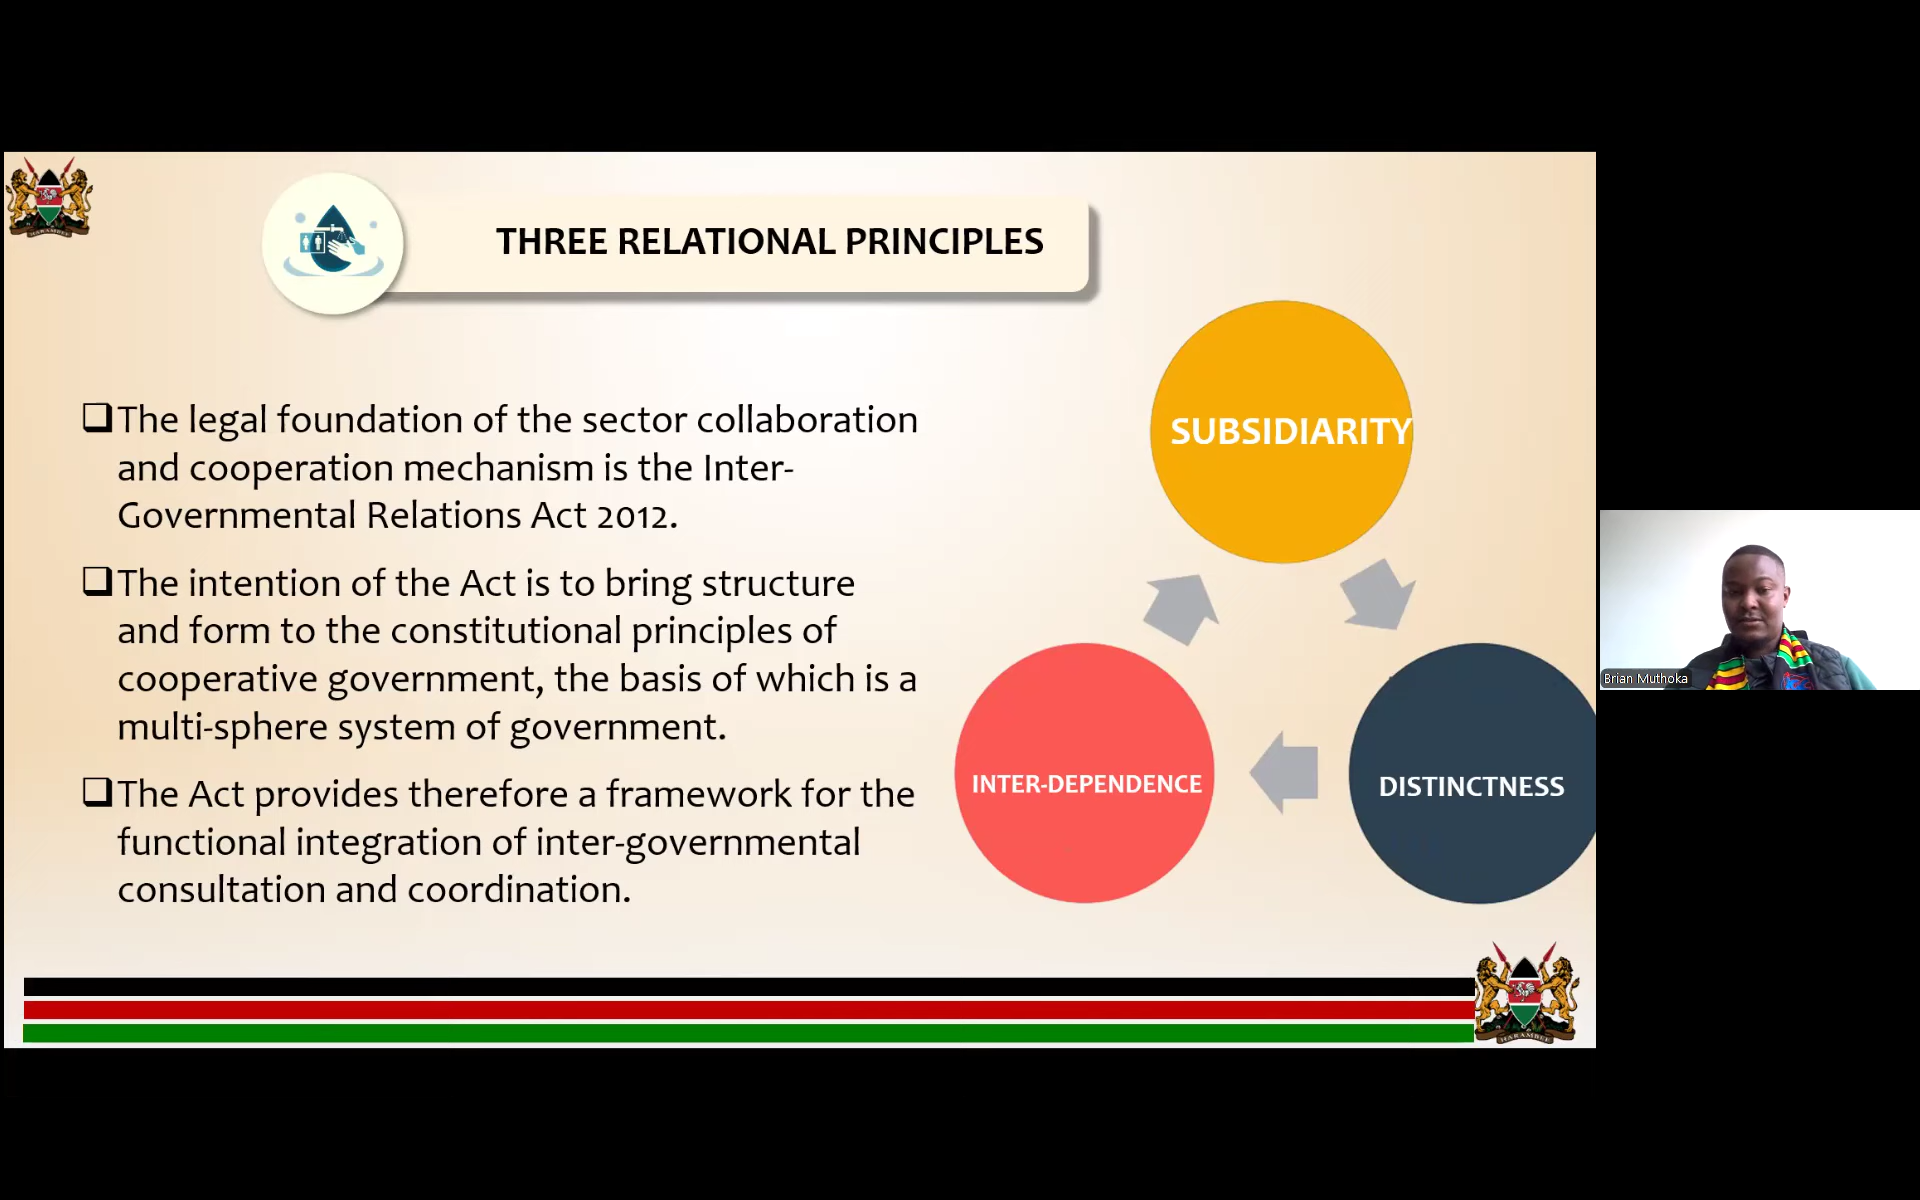 THREE RELATIONAL PRINCIPLES
❑The legal foundation of the sector collaboration
and cooperation mechanism is the Inter-
Governmental Relations Act 2012.
❑The intention of the Act is to bring structure
and form to the constitutional principles of
cooperative government, the basis of which is a
multi-sphere system of government.
❑The Act provides therefore a framework for the
functional integration of inter-governmental
consultation and coordination.
SUBSIDIARITY
INTER-DEPENDENCE
DISTINCTNESS
Brian Muthoka
HARAMBEE
HARAMBEE